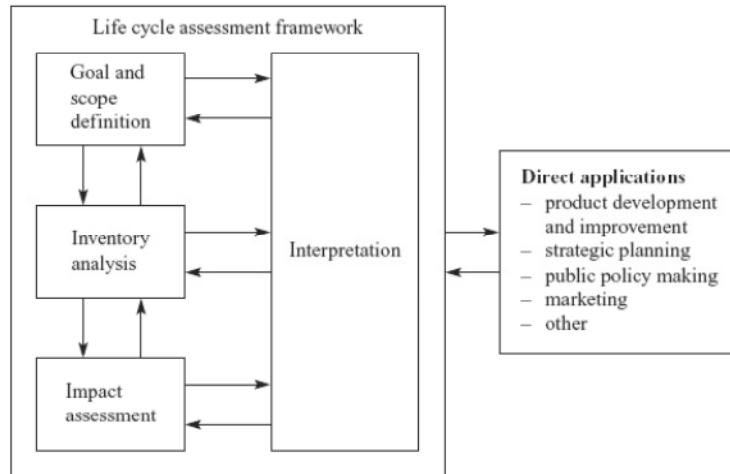 Life cycle assessment framework
Goal and
scope
definition
Inventory
analysis
Impact
assessment
Interpretation
Direct applications
– product development
and improvement
– strategic planning
– public policy making
– marketing
– other